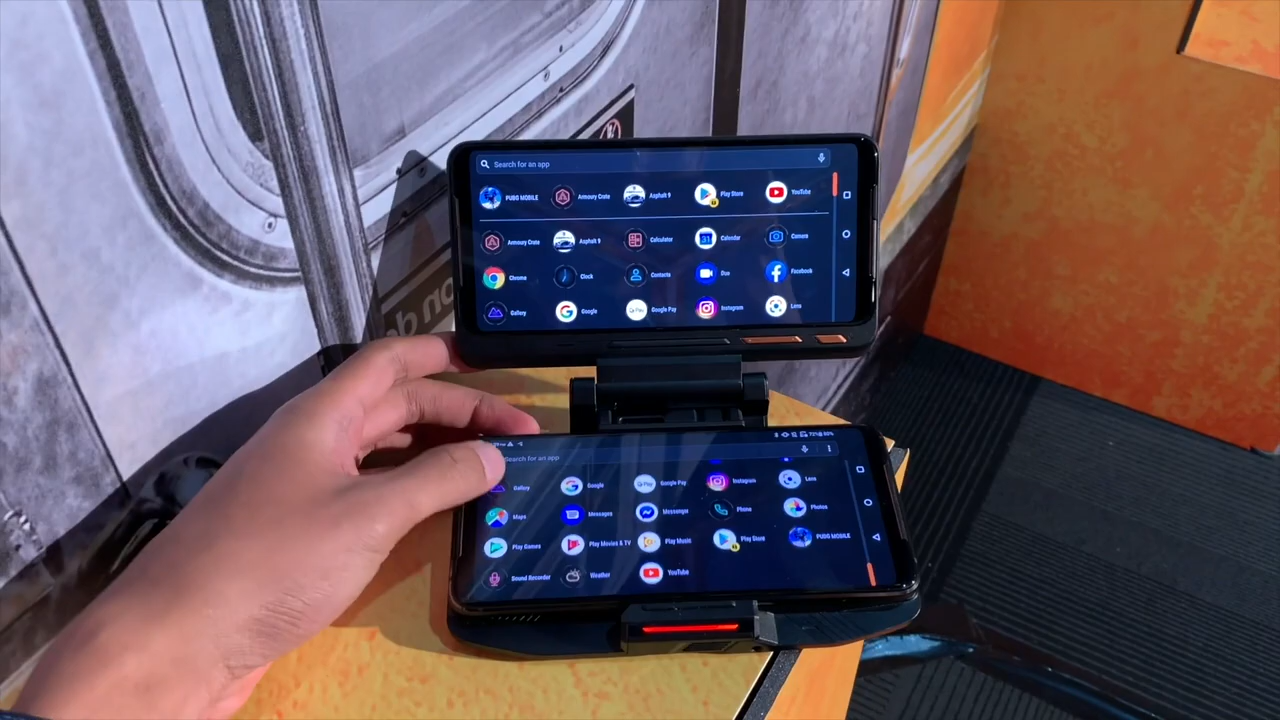 Search for an app
PUBG MOBILE Armoury Crate Asphalt 9 Play Store YouTube
Armoury Crate Asphalt 9 Calculator Calendar Camera
Chrome Clock Contacts Duo Facebook
Gallery Google Google Pay Instagram Lens
Search for an app
Gallery Google Google Pay Instagram Lens
Maps Messages Messenger Phone Photos
Play Games Play Movies & TV Play Music Play Store PUBG MOBILE
Sound Recorder Weather YouTube